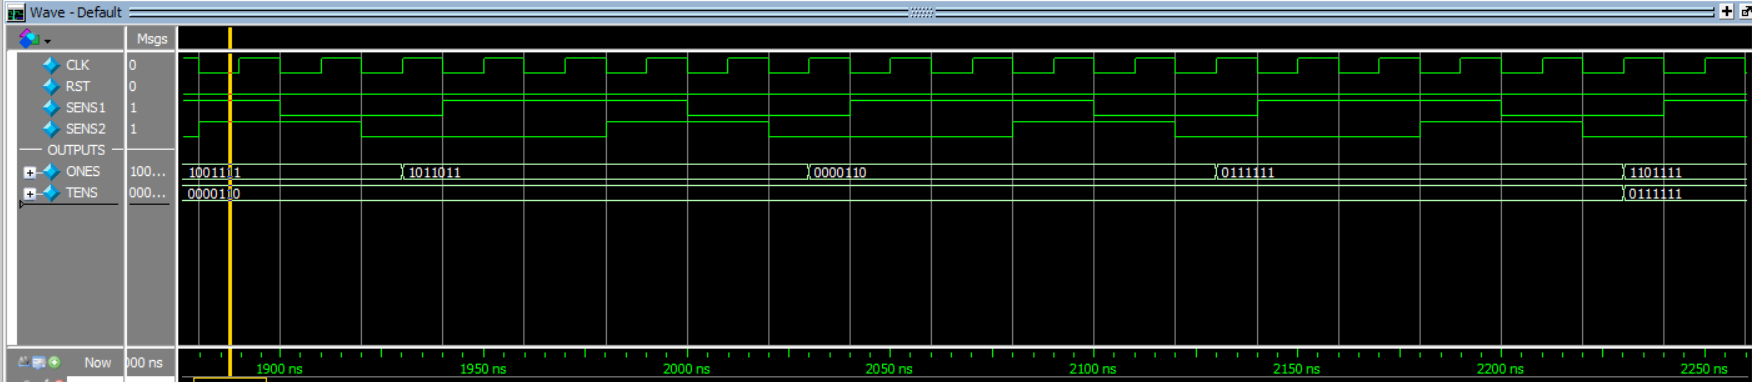 Wave - Default
Msgs
CLK 0
RST 0
SENS1 1
SENS2 1
OUTPUTS
ONES 100... 1001111 1011011 0000110 0111111 1101111
TENS 000... 0000110 0111111
Now 000 ns 1900 ns 1950 ns 2000 ns 2050 ns 2100 ns 2150 ns 2200 ns 2250 ns